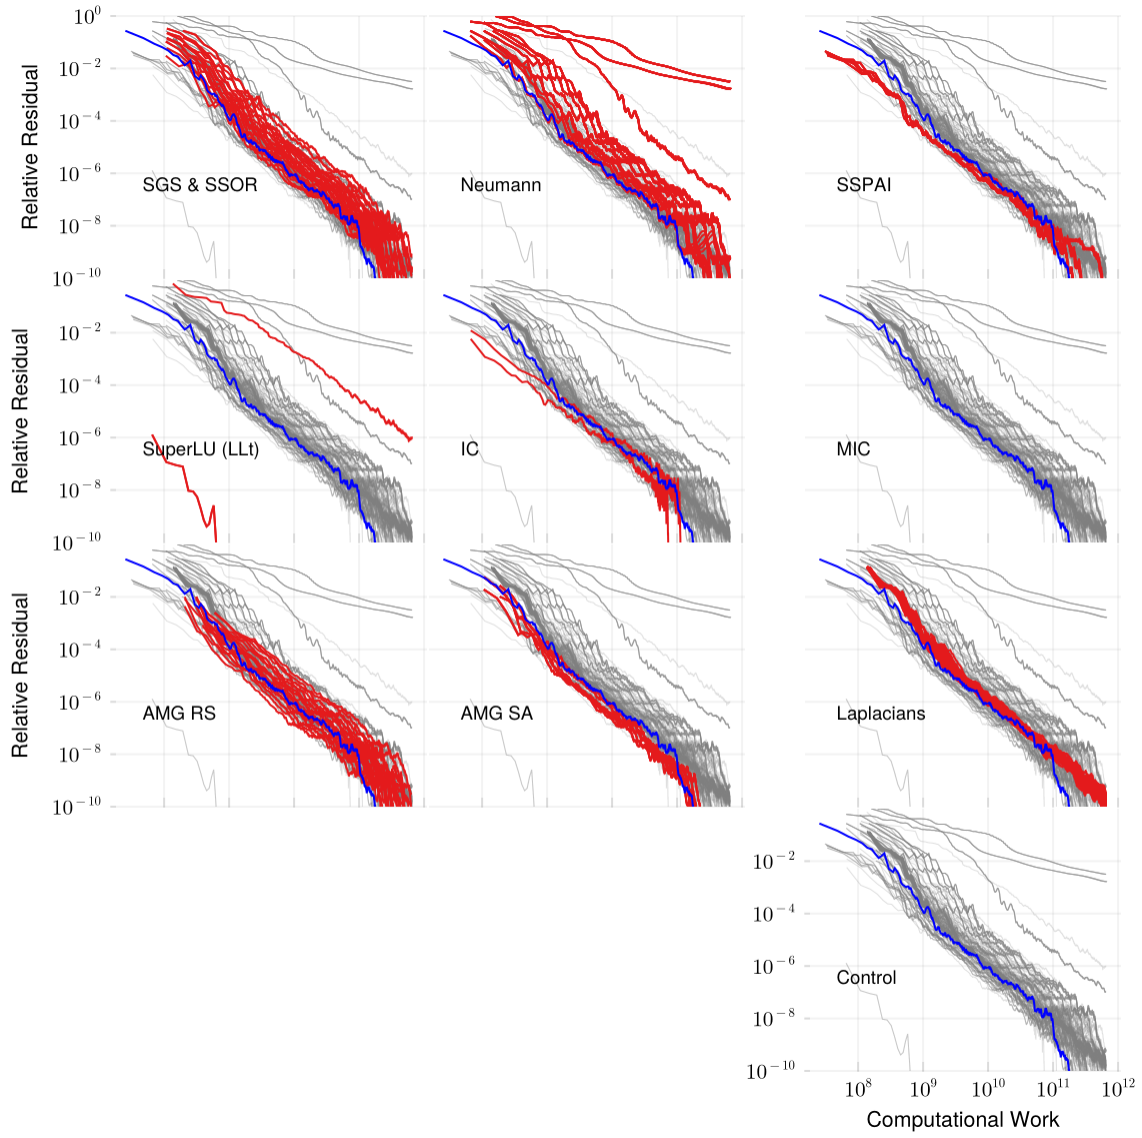 10^0
10^−2
10^−4
10^−6
10^−8
10^−10
Relative Residual
SGS & SSOR
Neumann
SSPAI
10^−2
10^−4
10^−6
10^−8
10^−10
Relative Residual
SuperLU (LLt)
IC
MIC
10^−2
10^−4
10^−6
10^−8
10^−10
Relative Residual
AMG RS
AMG SA
Laplacians
10^−2
10^−4
10^−6
10^−8
10^−10
Control
10^8 10^9 10^10 10^11 10^12
Computational Work